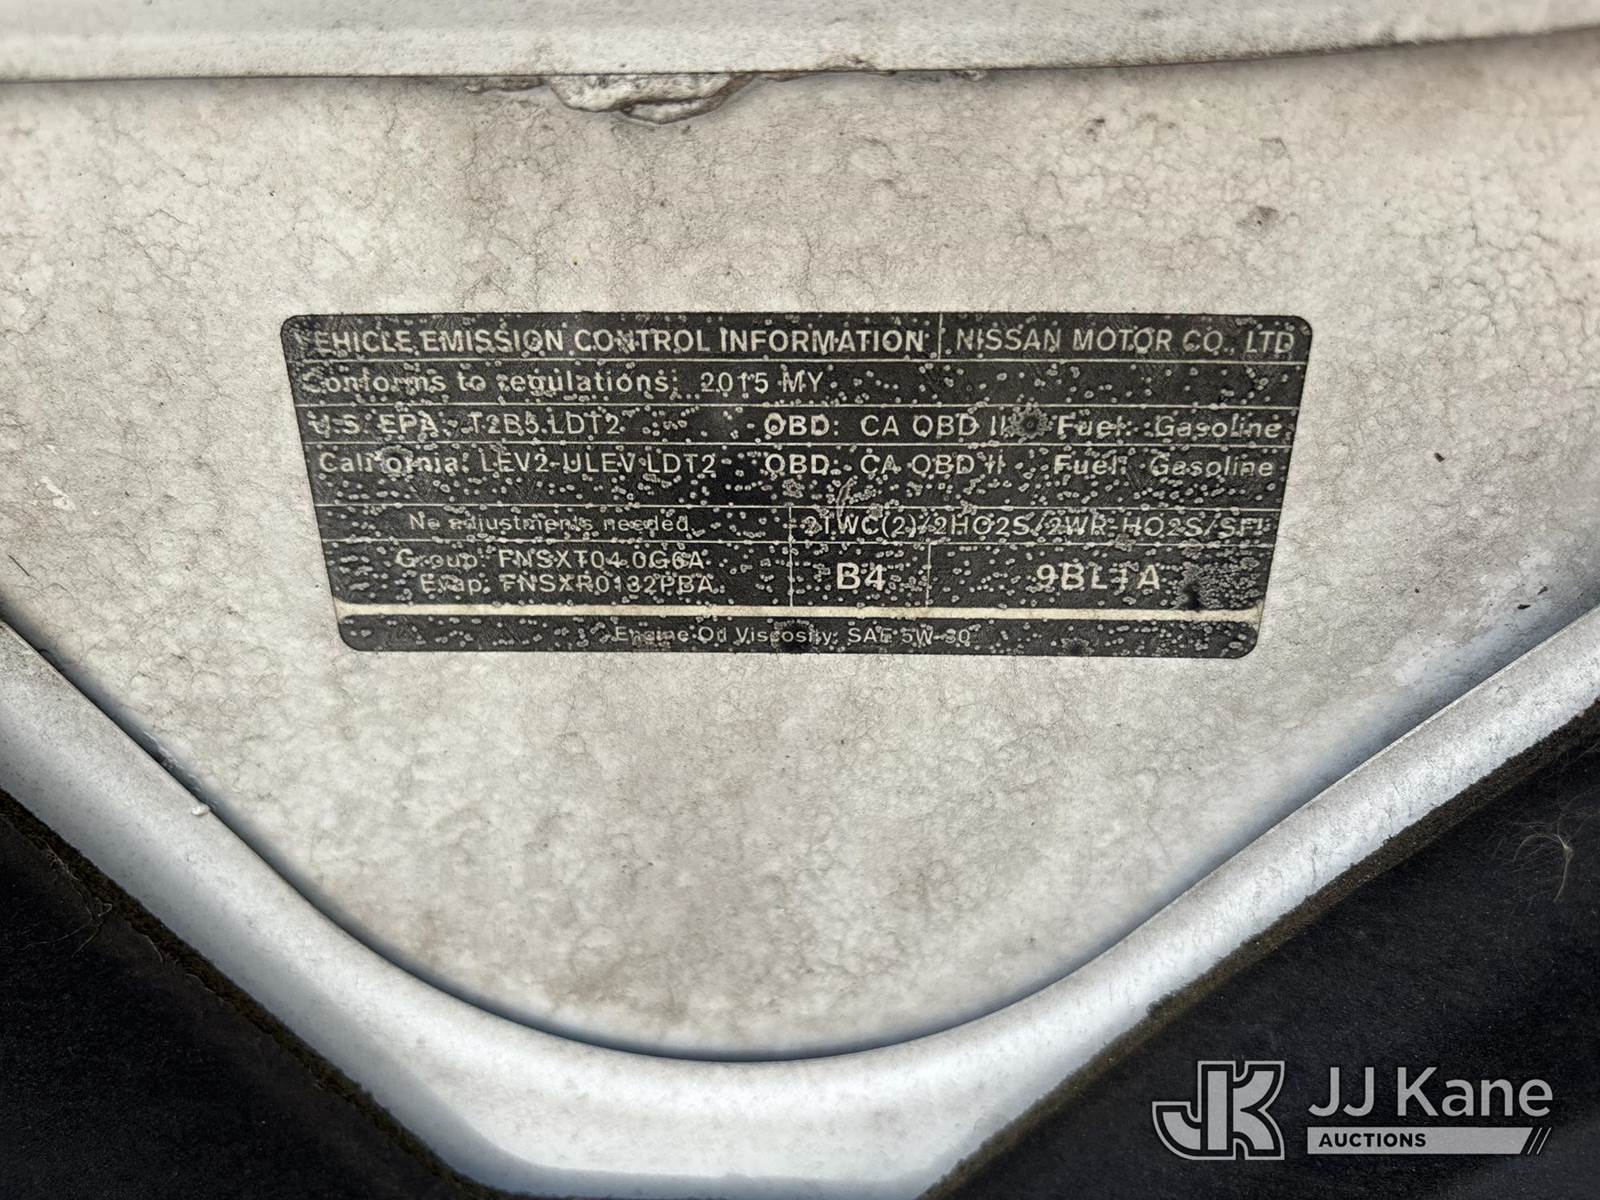 VEHICLE EMISSION CONTROL INFORMATION NISSAN MOTOR CO., LTD
Conforms to regulations: 2015 MY
U.S. EPA: T2B5 LDT2 OBD: CA OBD II Fuel: Gasoline
California: LEV2-ULEV LDT2 OBD: CA OBD II Fuel: Gasoline
No adjustments needed. 2TWC(2)/2HO2S/2WR-HO2S/SFI
Group: FNSXT04.0G6A
Evap: FNSXR0132PBA
B4 9BLTA
Engine Oil Viscosity: SAE 5W-30
JK JJ Kane
AUCTIONS